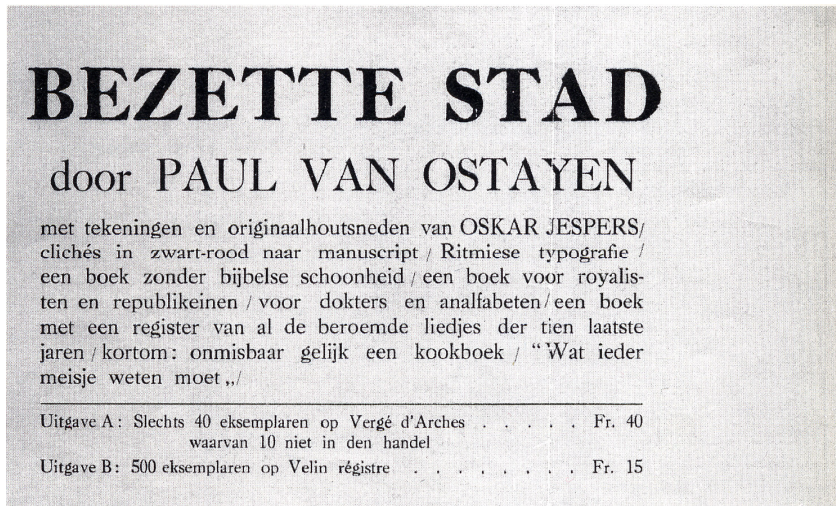 BEZETTE STAD
door PAUL VAN OSTAYEN
met tekeningen en originaalhoutsneden van OSKAR JESPERS/
clichés in zwart-rood naar manuscript / Ritmiese typografie /
een boek zonder bijbelse schoonheid / een boek voor royalis-
ten en republikeinen / voor dokters en analfabeten / een boek
met een register van al de beroemde liedjes der tien laatste
jaren / kortom: onmisbaar gelijk een kookboek / “Wat ieder
meisje weten moet „/
Uitgave A: Slechts 40 eksemplaren op Vergé d'Arches . . . . . Fr. 40
waarvan 10 niet in den handel
Uitgave B: 500 eksemplaren op Velin régistre . . . . . . . . Fr. 15